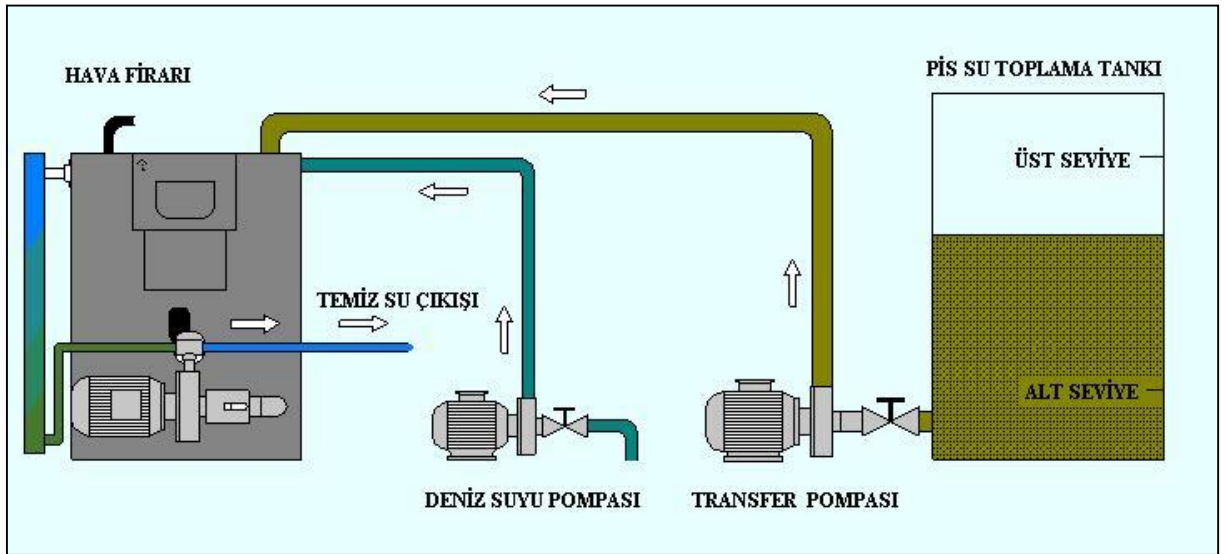 HAVA FİRARI
PİS SU TOPLAMA TANKI
ÜST SEVİYE
TEMİZ SU ÇIKIŞI
ALT SEVİYE
DENİZ SUYU POMPASI
TRANSFER POMPASI